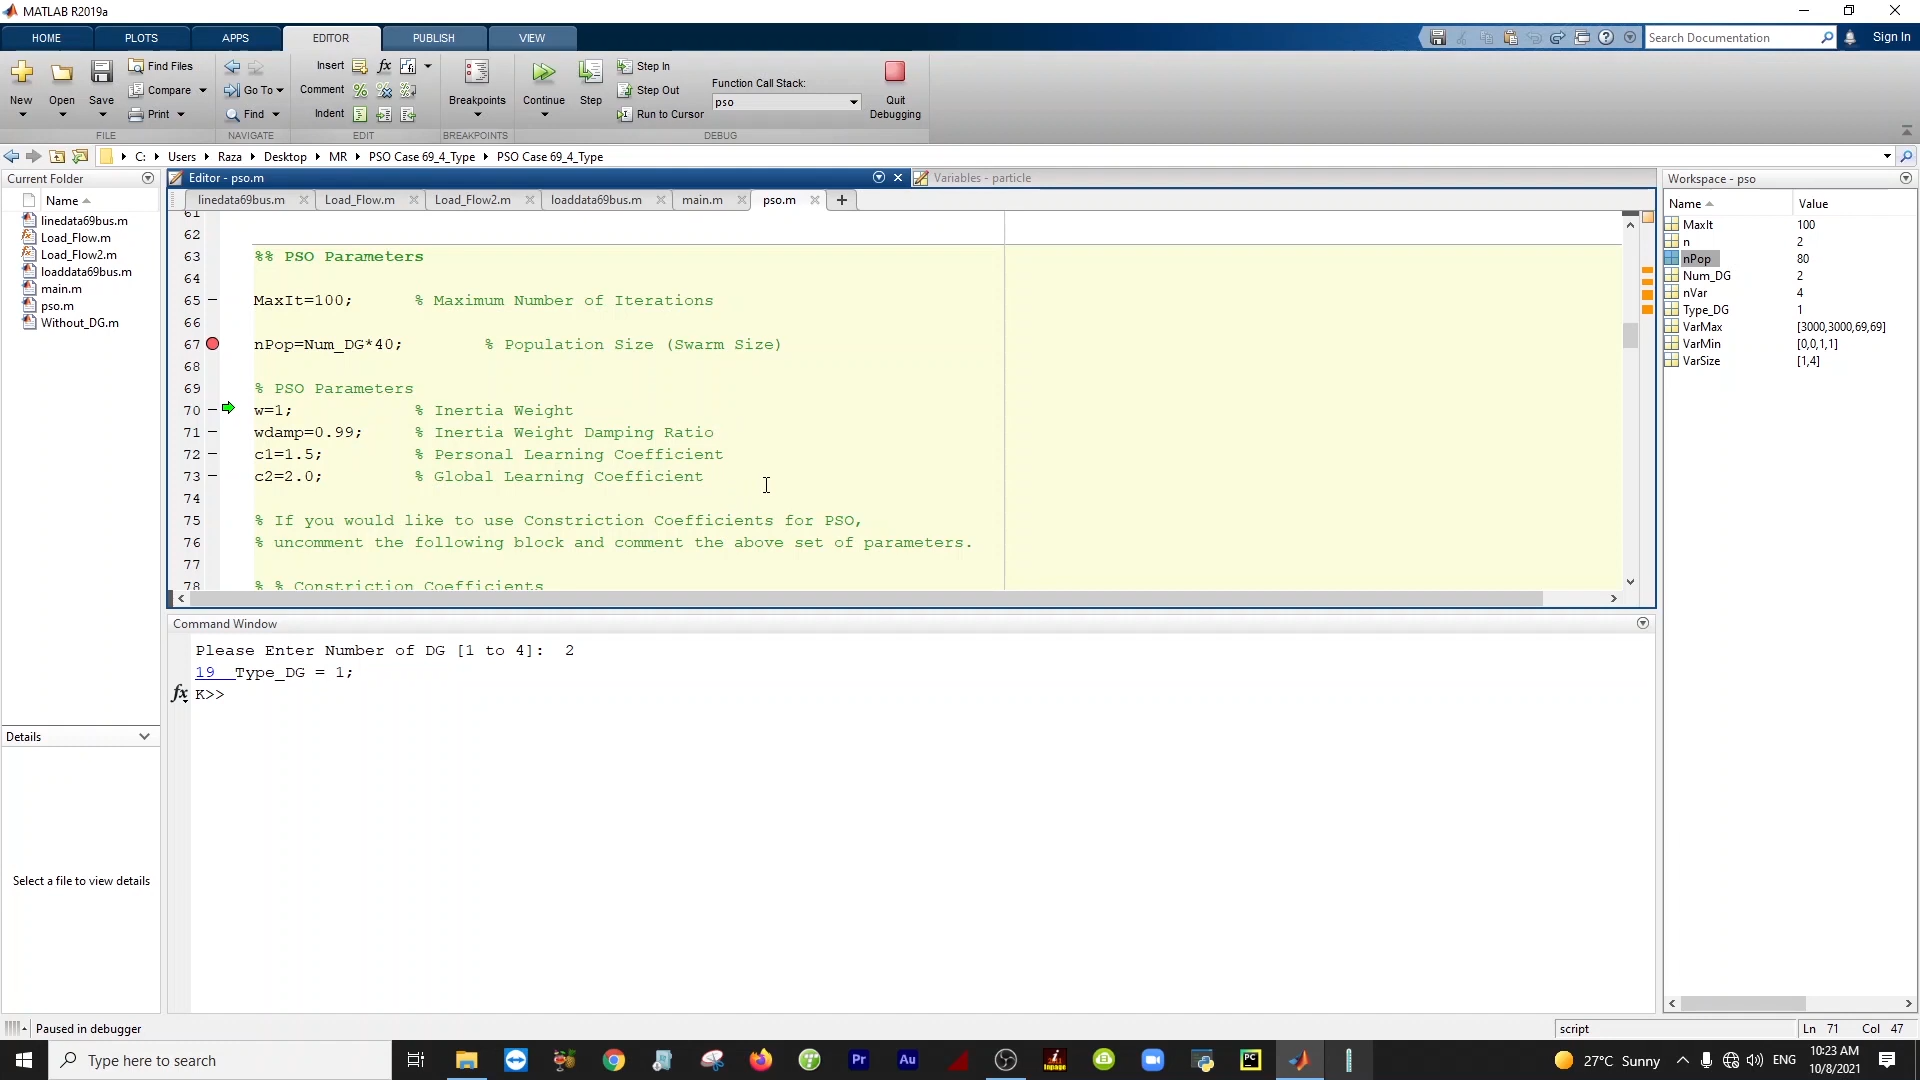 MATLAB R2019a
HOME PLOTS APPS EDITOR PUBLISH VIEW Search Documentation Sign In
New Open Save Find Files Compare Print
Go To Find
Insert fx Comment Indent
Breakpoints Continue Step Step In Step Out Run to Cursor
Function Call Stack:
pso
Quit Debugging
FILE NAVIGATE EDIT BREAKPOINTS DEBUG
C: Users Raza Desktop MR PSO Case 69_4_Type PSO Case 69_4_Type
Current Folder
Name
linedata69bus.m
Load_Flow.m
Load_Flow2.m
loaddata69bus.m
main.m
pso.m
Without_DG.m
Details
Select a file to view details
Editor - pso.m Variables - particle
linedata69bus.m Load_Flow.m Load_Flow2.m loaddata69bus.m main.m pso.m
61
62
63 %% PSO Parameters
64
65 MaxIt=100; % Maximum Number of Iterations
66
67 nPop=Num_DG*40; % Population Size (Swarm Size)
68
69 % PSO Parameters
70 w=1; % Inertia Weight
71 wdamp=0.99; % Inertia Weight Damping Ratio
72 c1=1.5; % Personal Learning Coefficient
73 c2=2.0; % Global Learning Coefficient
74
75 % If you would like to use Constriction Coefficients for PSO,
76 % uncomment the following block and comment the above set of parameters.
77
78 % % Constriction Coefficients
Command Window
Please Enter Number of DG [1 to 4]: 2
19 Type_DG = 1;
fx K>>
Workspace - pso
Name Value
MaxIt 100
n 2
nPop 80
Num_DG 2
nVar 4
Type_DG 1
VarMax [3000,3000,69,69]
VarMin [0,0,1,1]
VarSize [1,4]
Paused in debugger script Ln 71 Col 47
Type here to search Pr Au inpage PC 27°C Sunny ENG 10:23 AM
10/8/2021